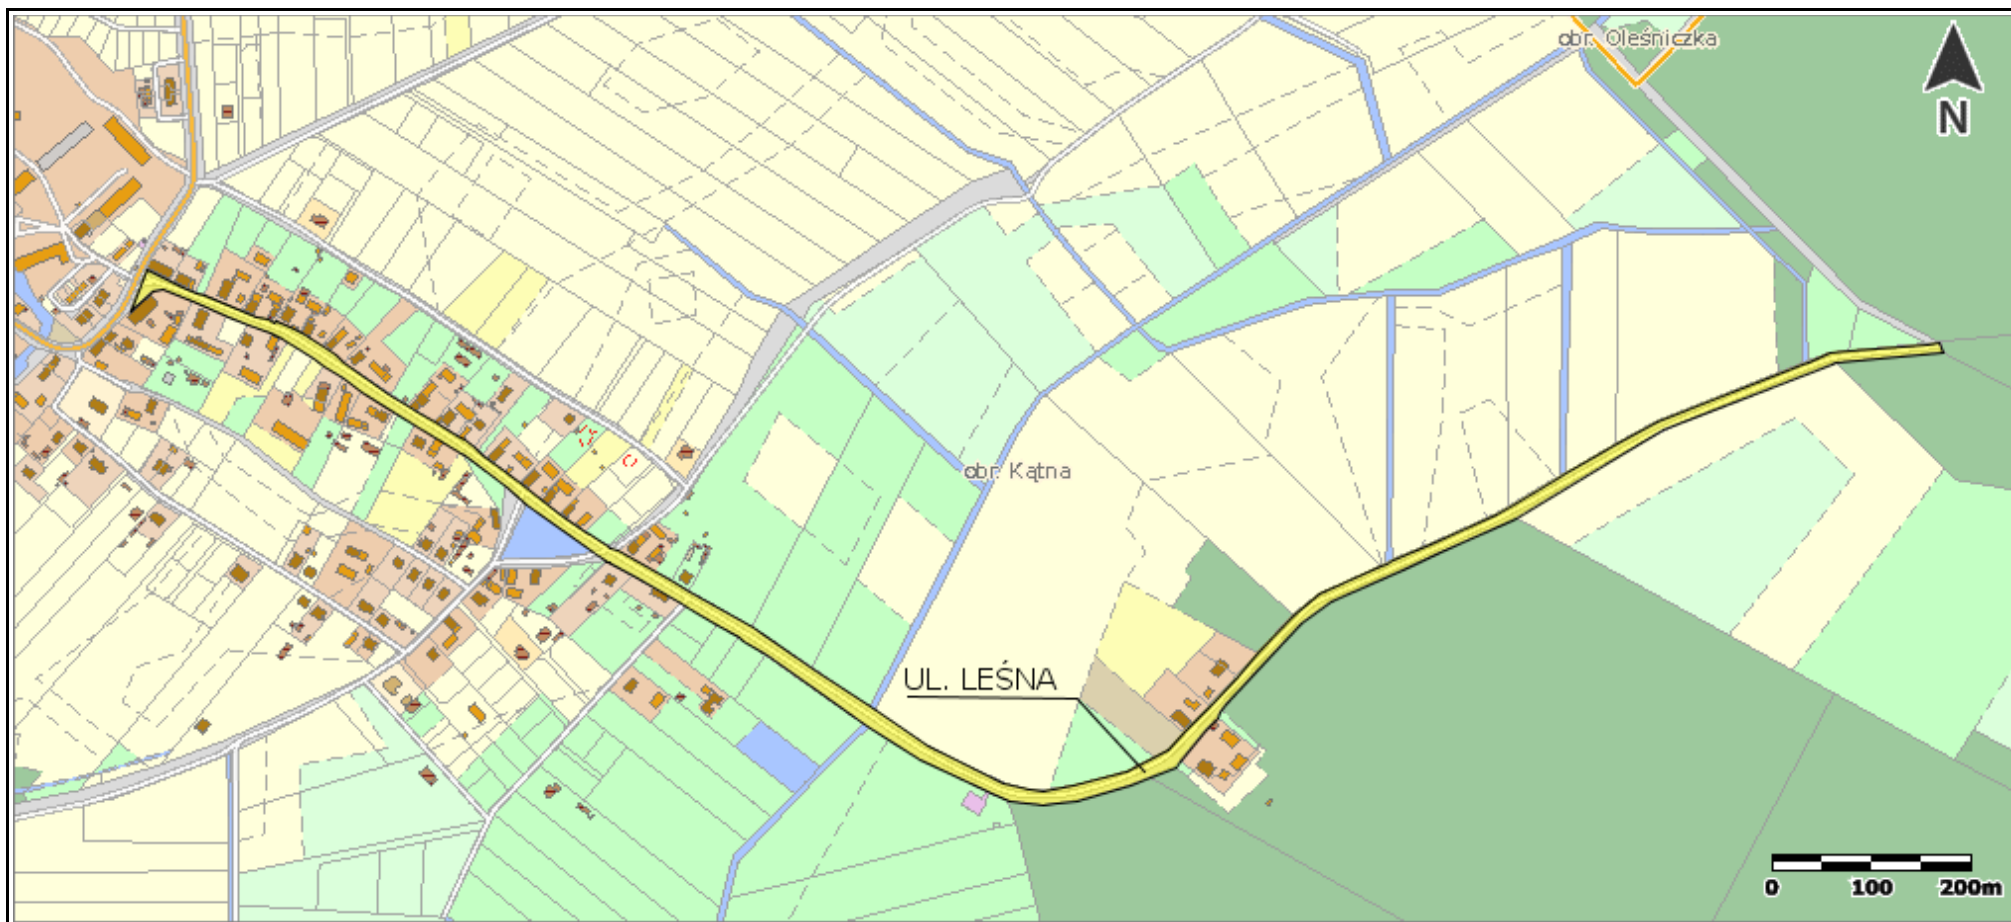 obr. Oleśniczka
N
obr. Kątna
UL. LEŚNA
0 100 200m